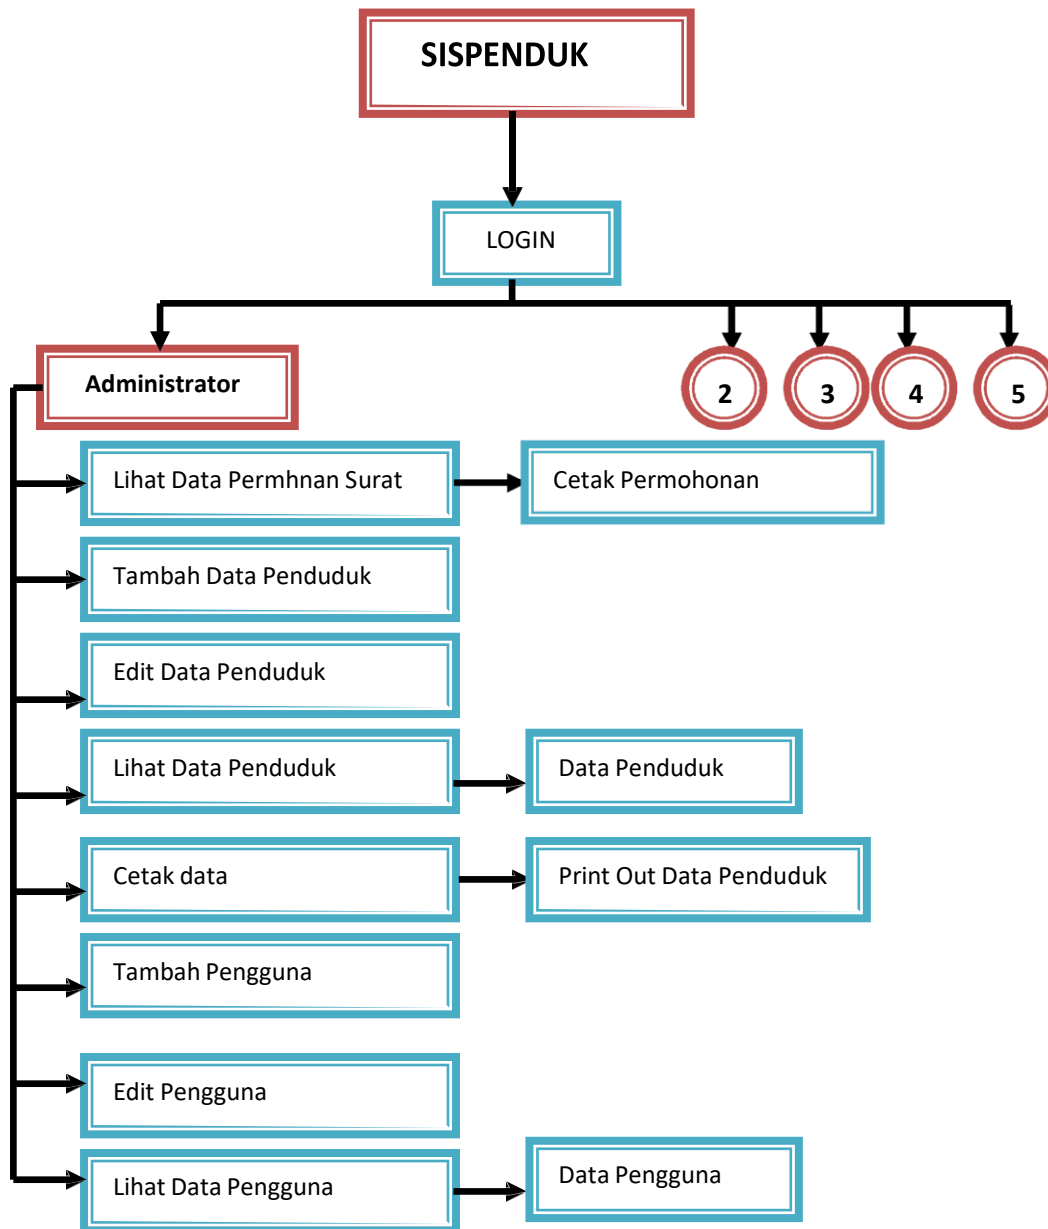 SISPENDUK
LOGIN
Administrator
2
3
4
5
Lihat Data Permhnan Surat
Cetak Permohonan
Tambah Data Penduduk
Edit Data Penduduk
Lihat Data Penduduk
Data Penduduk
Cetak data
Print Out Data Penduduk
Tambah Pengguna
Edit Pengguna
Lihat Data Pengguna
Data Pengguna